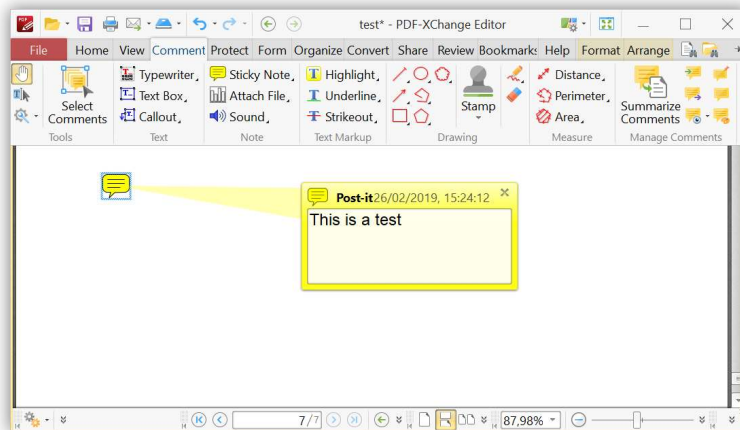 test* - PDF-XChange Editor
File Home View Comment Protect Form Organize Convert Share Review Bookmarks Help Format Arrange
Typewriter Sticky Note Highlight Distance
Select Comments Text Box Attach File Underline Stamp Perimeter Summarize Comments
Callout Sound Strikeout Area
Tools Text Note Text Markup Drawing Measure Manage Comments
Post-it 26/02/2019, 15:24:12
This is a test
7/7 87,98%